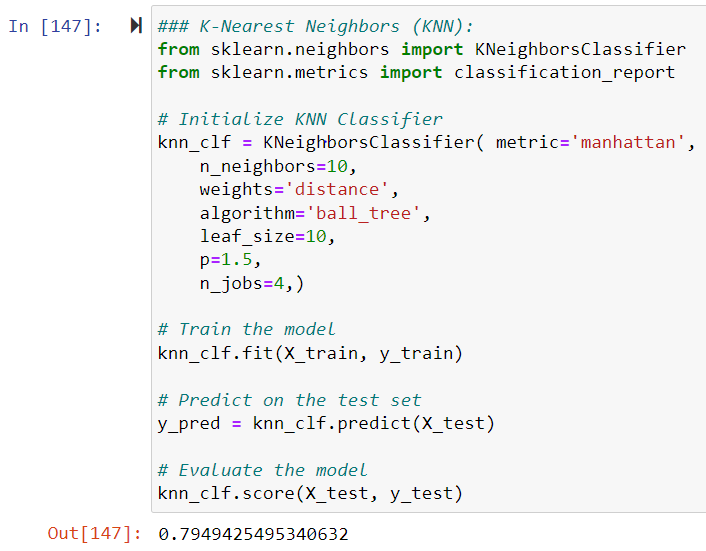 In [147]:
### K-Nearest Neighbors (KNN):
from sklearn.neighbors import KNeighborsClassifier
from sklearn.metrics import classification_report
# Initialize KNN Classifier
knn_clf = KNeighborsClassifier( metric='manhattan',
n_neighbors=10,
weights='distance',
algorithm='ball_tree',
leaf_size=10,
p=1.5,
n_jobs=4,)
# Train the model
knn_clf.fit(X_train, y_train)
# Predict on the test set
y_pred = knn_clf.predict(X_test)
# Evaluate the model
knn_clf.score(X_test, y_test)
Out[147]: 0.7949425495340632